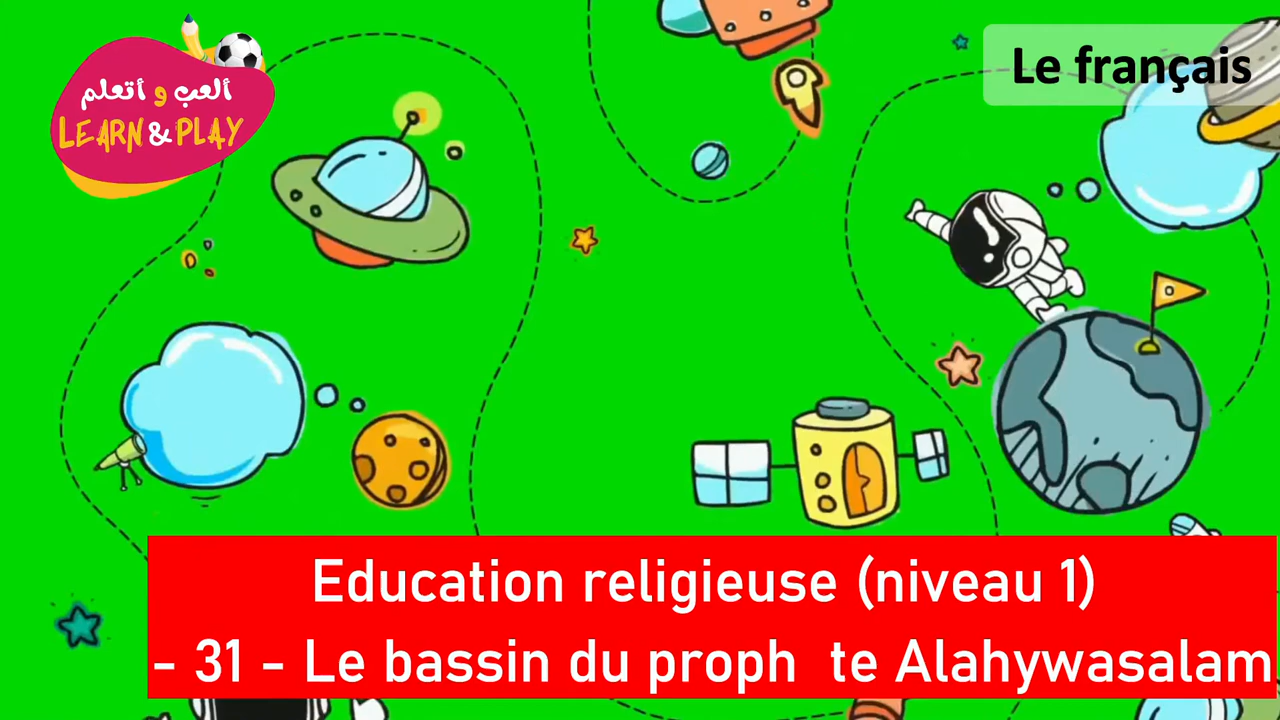 ألعب و أتعلم
LEARN & PLAY
Le français
Education religieuse (niveau 1)
- 31 - Le bassin du proph te Alahywasalam